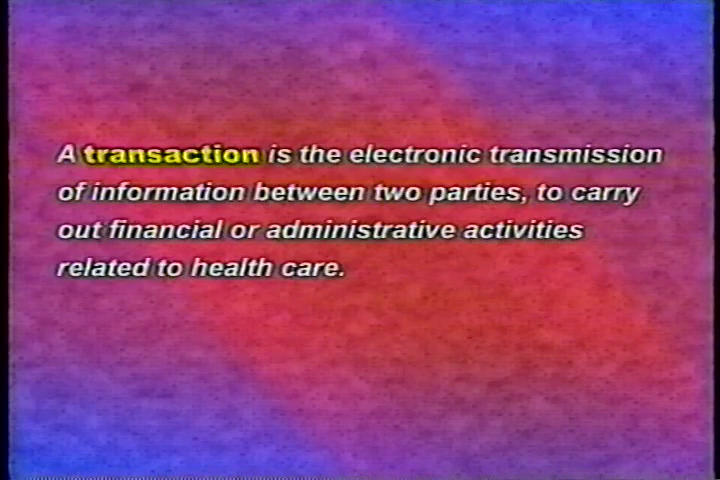 A transaction is the electronic transmission
of information between two parties, to carry
out financial or administrative activities
related to health care.